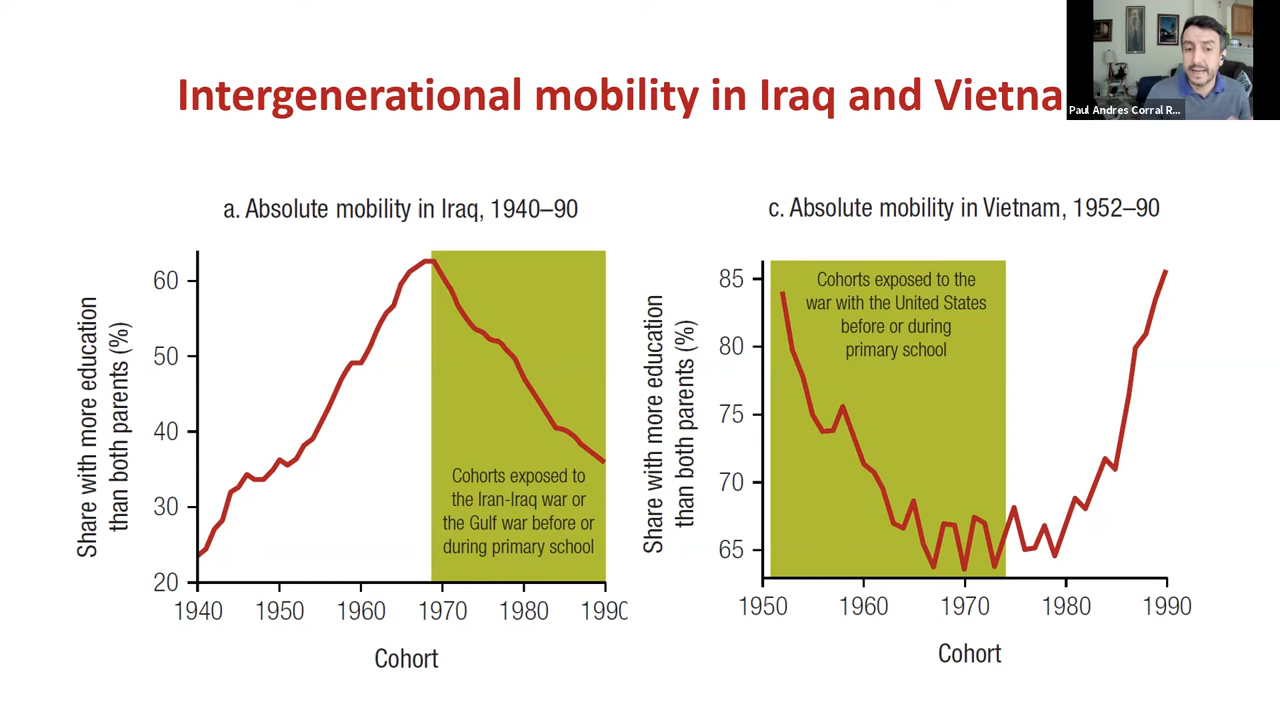 Intergenerational mobility in Iraq and Vietna
Paul Andres Corral R...
a. Absolute mobility in Iraq, 1940–90
Share with more education
than both parents (%)
60
50
40
30
20
1940
1950
1960
1970
1980
1990
Cohorts exposed to
the Iran-Iraq war or
the Gulf war before or
during primary school
Cohort
c. Absolute mobility in Vietnam, 1952–90
Share with more education
than both parents (%)
85
80
75
70
65
1950
1960
1970
1980
1990
Cohorts exposed to the
war with the United States
before or during
primary school
Cohort